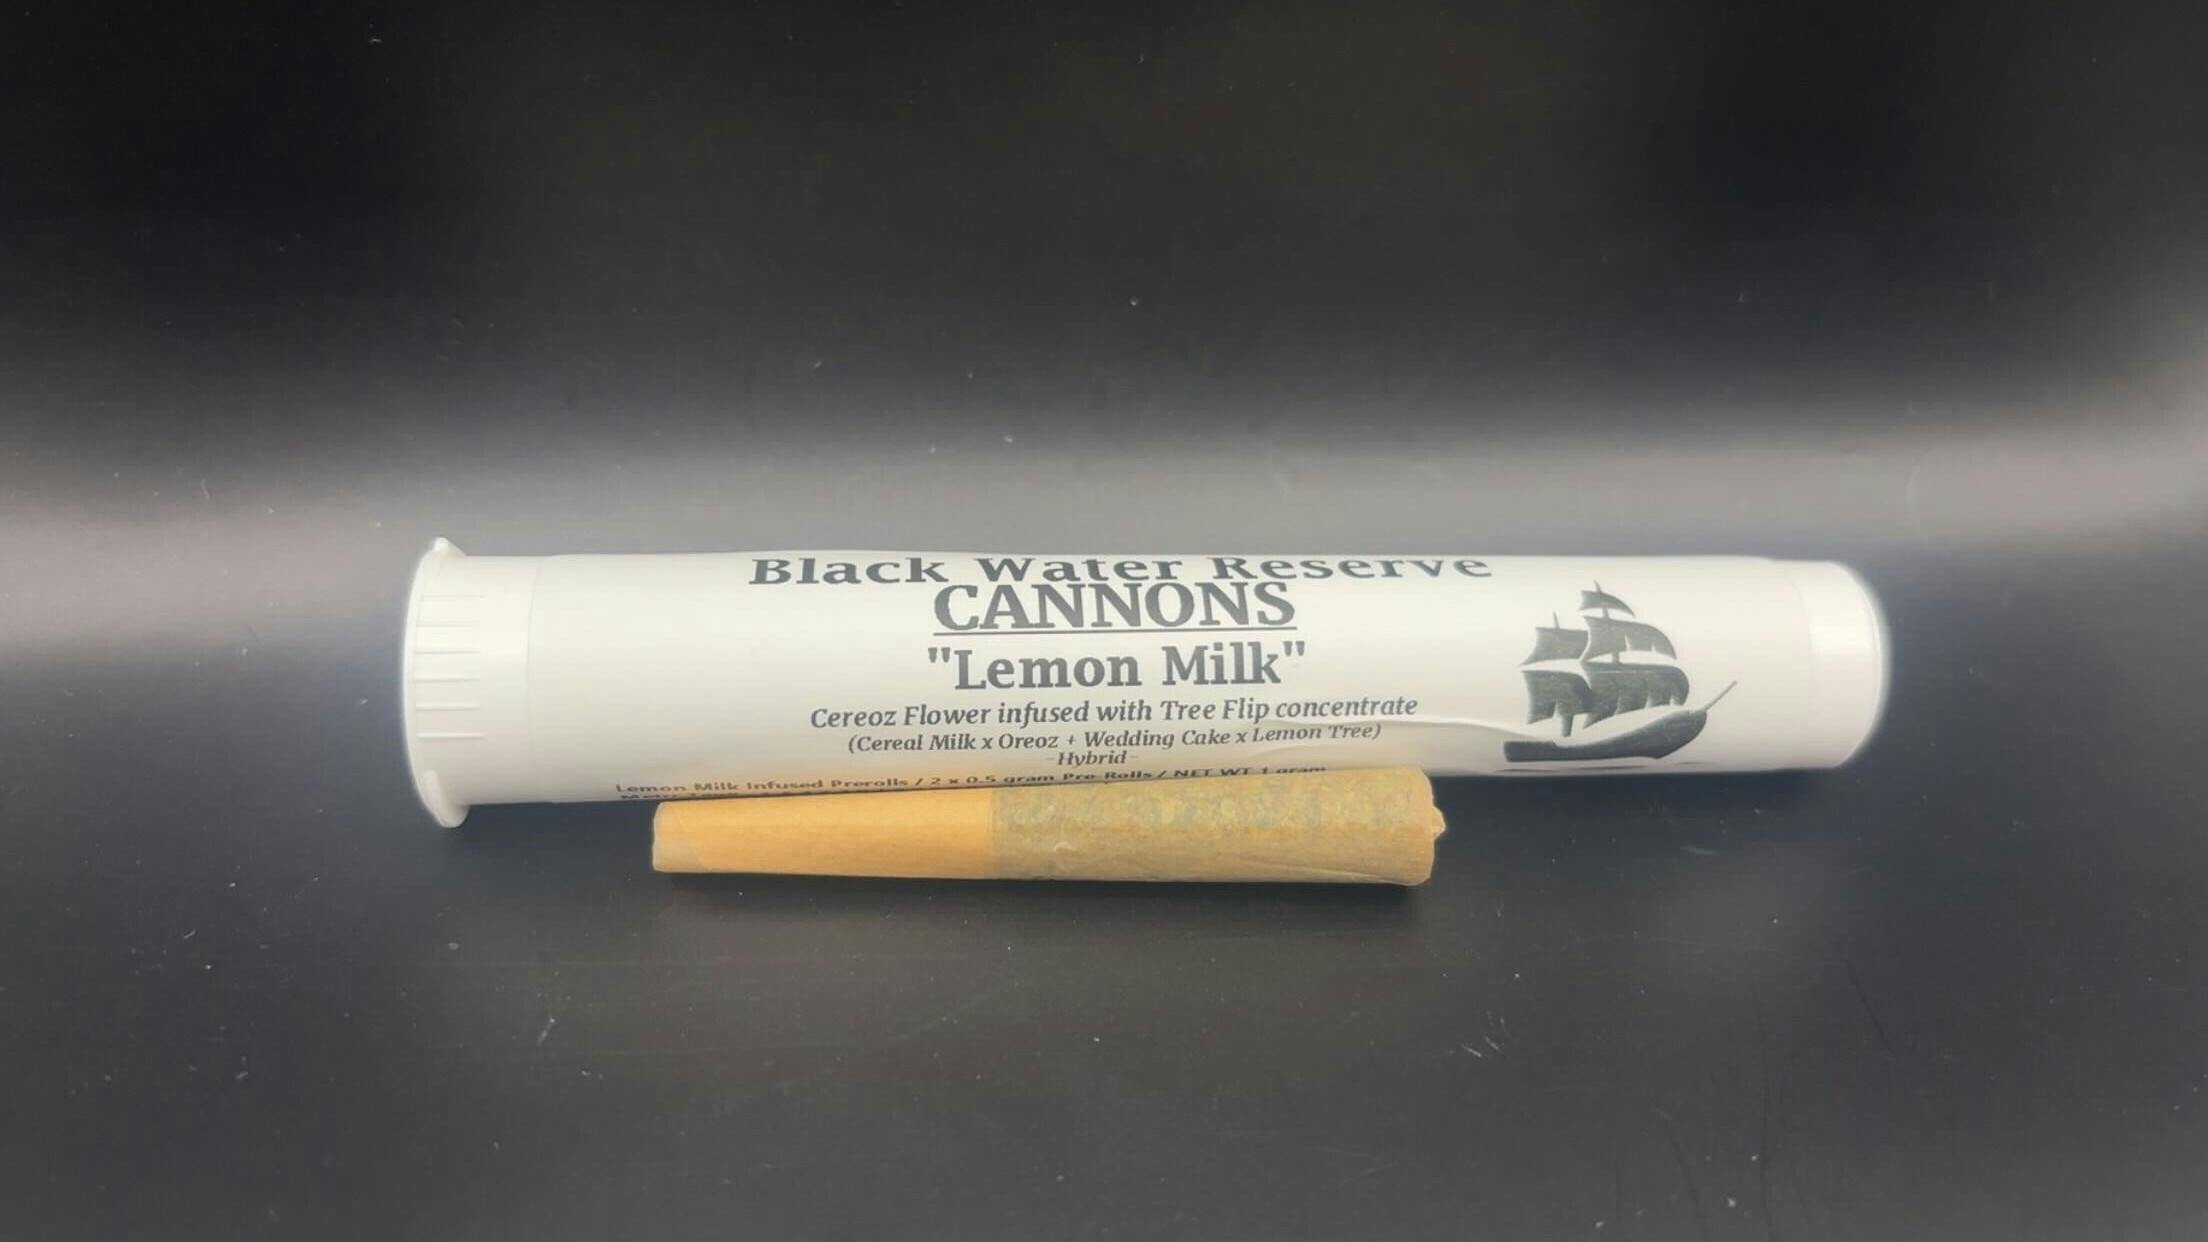 Black Water Reserve
CANNONS
"Lemon Milk"
Cereoz Flower infused with Tree Flip concentrate
(Cereal Milk x Oreoz + Wedding Cake x Lemon Tree)
-Hybrid-
Lemon Milk Infused Prerolls / 2 x 0.5 gram Pre-Rolls / NET WT 1 gram